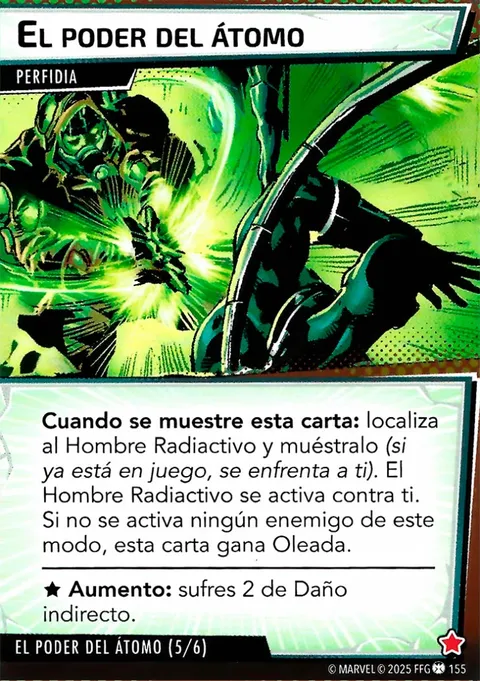 El poder del átomo
PERFIDIA
Cuando se muestre esta carta: localiza
al Hombre Radiactivo y muéstralo (si
ya está en juego, se enfrenta a ti). El
Hombre Radiactivo se activa contra ti.
Si no se activa ningún enemigo de este
modo, esta carta gana Oleada.
★ Aumento: sufres 2 de Daño
indirecto.
EL PODER DEL ÁTOMO (5/6)
© MARVEL © 2025 FFG 155